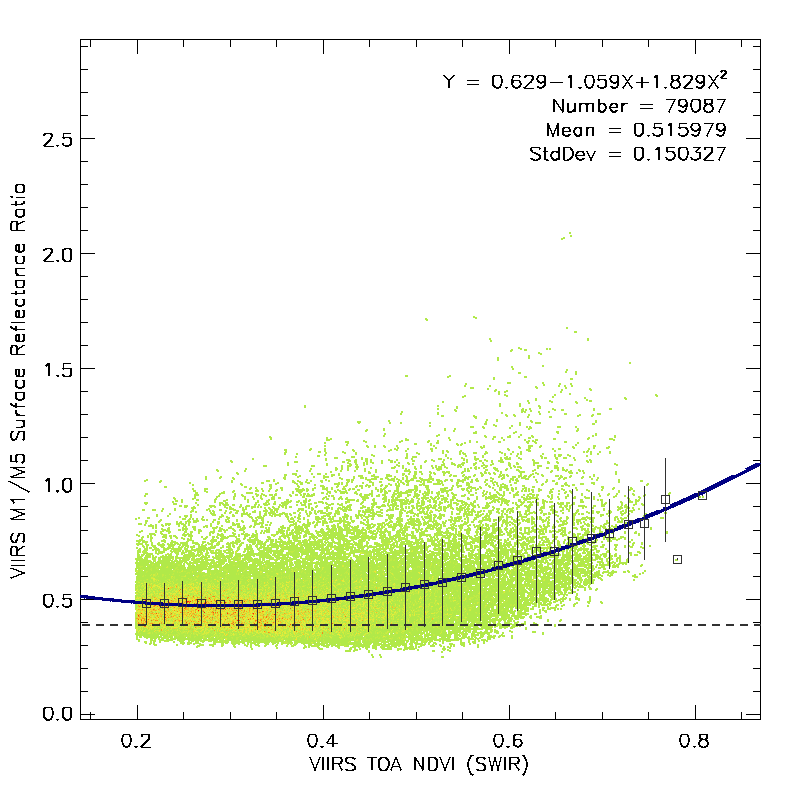 Y = 0.629−1.059X+1.829X²
Number = 79087
Mean = 0.515979
StdDev = 0.150327
2.5
2.0
1.5
1.0
0.5
0.0
VIIRS M1/M5 Surface Reflectance Ratio
0.2 0.4 0.6 0.8
VIIRS TOA NDVI (SWIR)